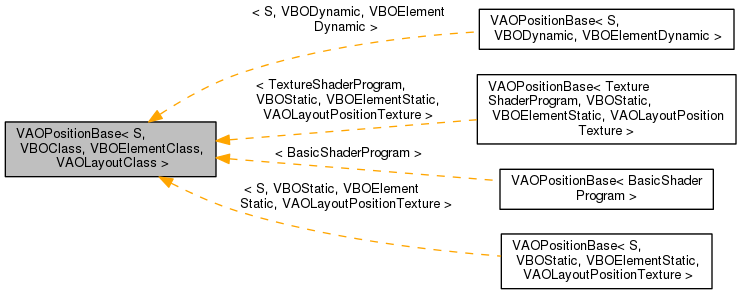 VAOPositionBase< S,
VBOClass, VBOElementClass,
VAOLayoutClass >
< S, VBODynamic, VBOElement
Dynamic >
VAOPositionBase< S,
VBODynamic, VBOElementDynamic >
< TextureShaderProgram,
VBOStatic, VBOElementStatic,
VAOLayoutPositionTexture >
VAOPositionBase< Texture
ShaderProgram, VBOStatic,
VBOElementStatic, VAOLayoutPosition
Texture >
< BasicShaderProgram >
VAOPositionBase< BasicShader
Program >
< S, VBOStatic, VBOElement
Static, VAOLayoutPositionTexture >
VAOPositionBase< S,
VBOStatic, VBOElementStatic,
VAOLayoutPositionTexture >